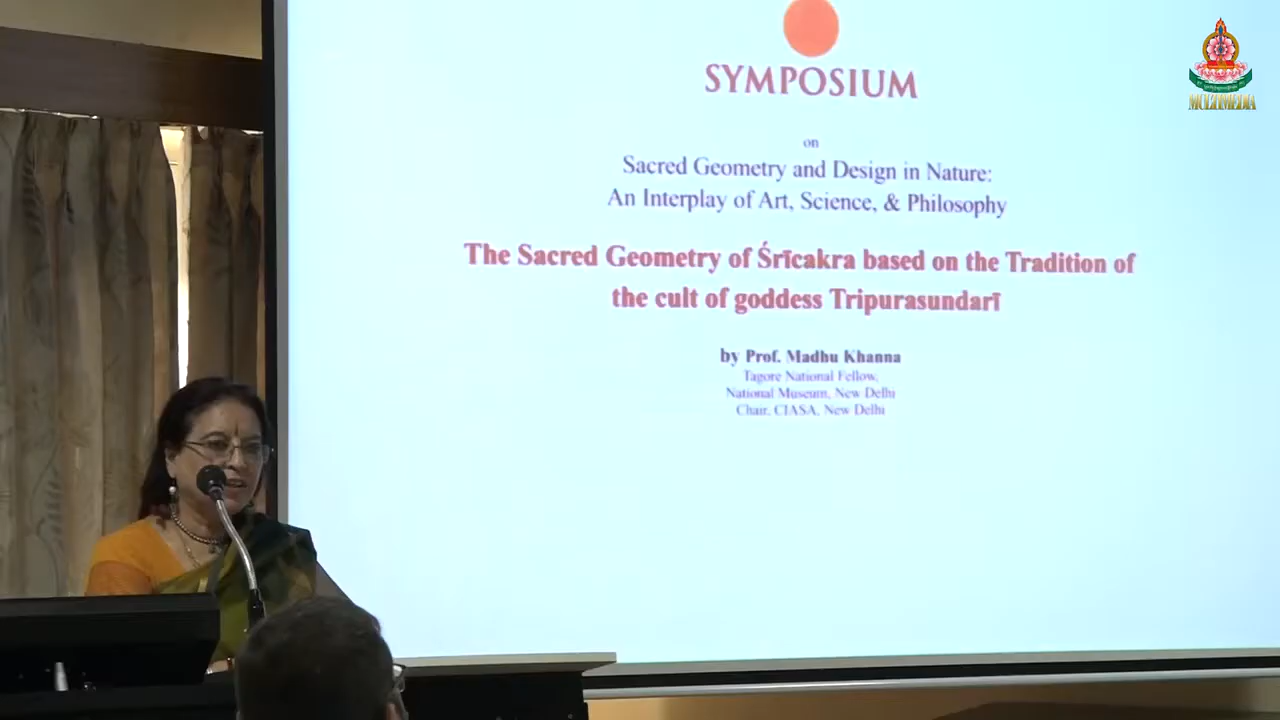 SYMPOSIUM
on
Sacred Geometry and Design in Nature:
An Interplay of Art, Science, & Philosophy
The Sacred Geometry of Śrīcakra based on the Tradition of
the cult of goddess Tripurasundarī
by Prof. Madhu Khanna
Tagore National Fellow,
National Museum, New Delhi
Chair, CIASA, New Delhi
MULTIMEDIA